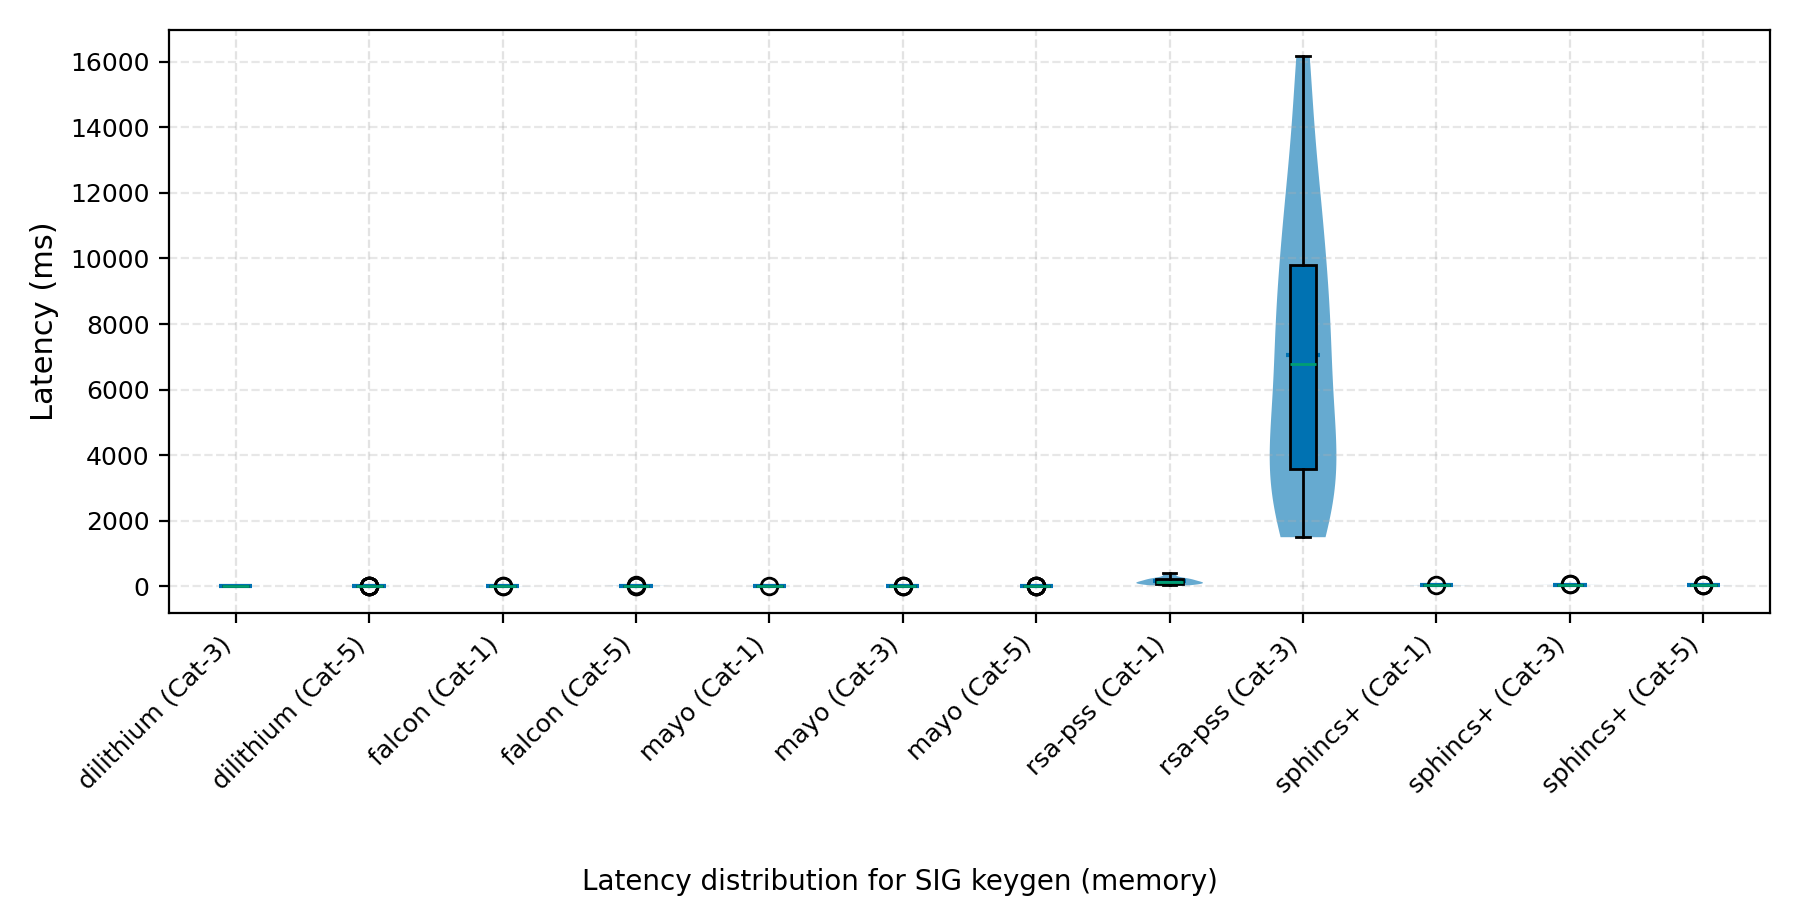 Latency (ms)
16000
14000
12000
10000
8000
6000
4000
2000
0
dilithium (Cat-3)
dilithium (Cat-5)
falcon (Cat-1)
falcon (Cat-5)
mayo (Cat-1)
mayo (Cat-3)
mayo (Cat-5)
rsa-pss (Cat-1)
rsa-pss (Cat-3)
sphincs+ (Cat-1)
sphincs+ (Cat-3)
sphincs+ (Cat-5)
Latency distribution for SIG keygen (memory)